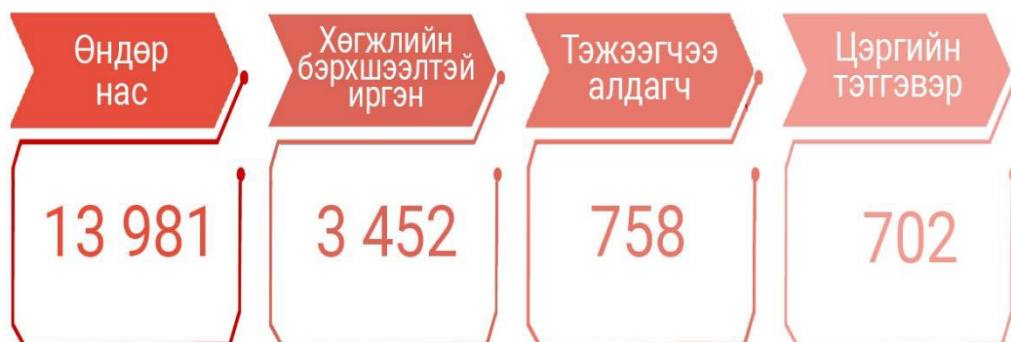 Өндөр
нас
Хөгжлийн
бэрхшээлтэй
иргэн
Тэжээгчээ
алдагч
Цэргийн
тэтгэвэр
13 981
3 452
758
702